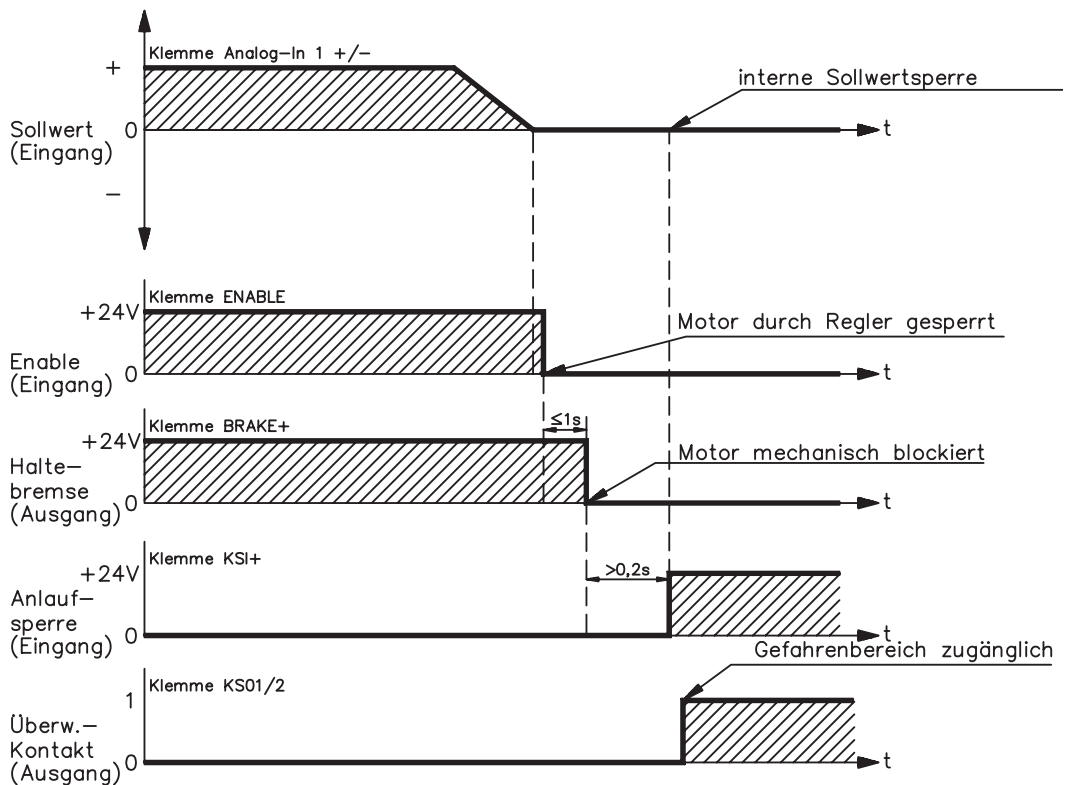 Klemme Analog-In 1 +/-
+
interne Sollwertsperre
Sollwert
(Eingang)
0
t
-
Klemme ENABLE
+24V
Motor durch Regler gesperrt
Enable
(Eingang)
0
t
Klemme BRAKE+
≤1s
+24V
Motor mechanisch blockiert
Halte-
bremse
(Ausgang)
0
t
Klemme KSI+
+24V
>0,2s
Anlauf-
sperre
(Eingang)
0
t
Gefahrenbereich zugänglich
Klemme KSO1/2
1
Überw.-
Kontakt
(Ausgang)
0
t